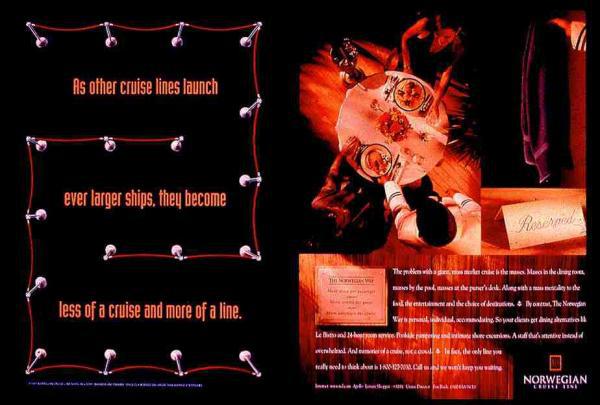 As other cruise lines launch
ever larger ships, they become
less of a cruise and more of a line.
Reserved
THE NORWEGIAN WAY
The problem with a giant, mass market cruise is the masses. Masses in the dining room,
masses by the pool, masses at the purser's desk. Along with a mass mentality to the
food, the entertainment and the choice of destinations. By contrast, The Norwegian
Way is personal, individual, accommodating. So your clients get dining alternatives like
Le Bistro and 24-hour room service. Poolside pampering and intimate shore excursions. A staff that's attentive instead of
overwhelmed. And memories of a cruise, not a crowd. In fact, the only line you
really need to think about is Call us and we won't keep you waiting.
NORWEGIAN
CRUISE LINE